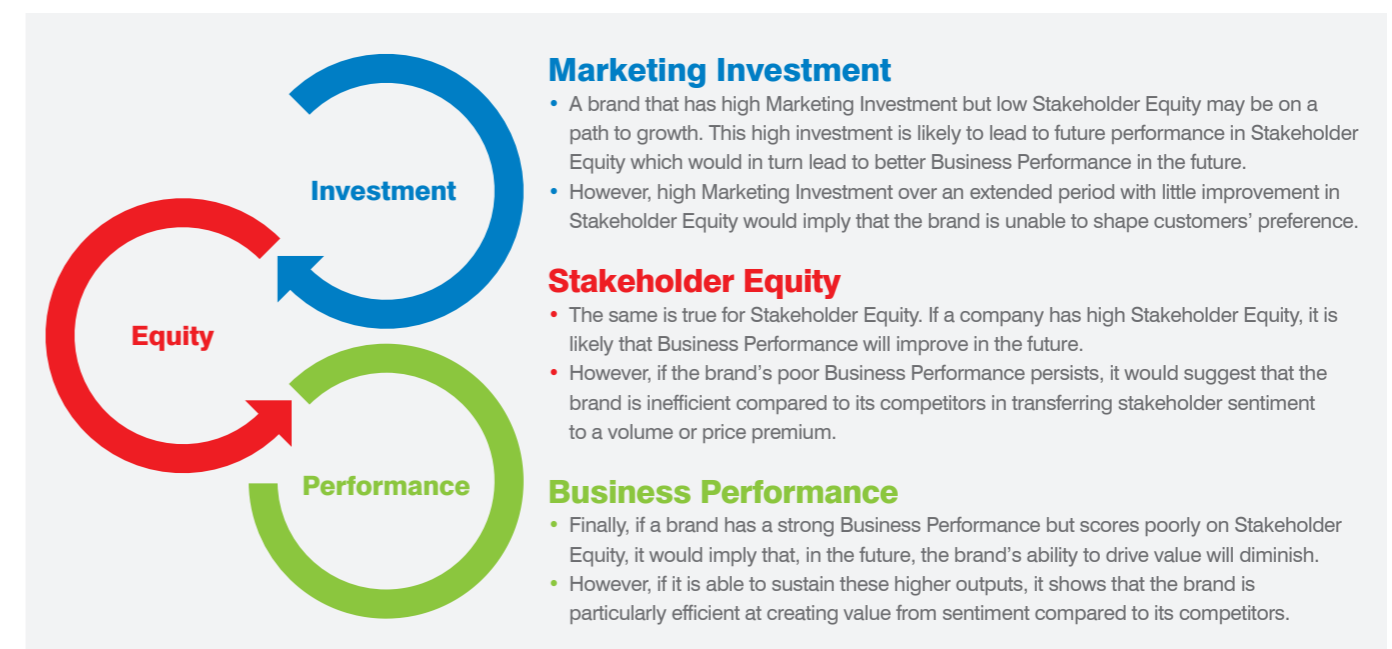 Investment
Equity
Performance
Marketing Investment
• A brand that has high Marketing Investment but low Stakeholder Equity may be on a
path to growth. This high investment is likely to lead to future performance in Stakeholder
Equity which would in turn lead to better Business Performance in the future.
• However, high Marketing Investment over an extended period with little improvement in
Stakeholder Equity would imply that the brand is unable to shape customers’ preference.
Stakeholder Equity
• The same is true for Stakeholder Equity. If a company has high Stakeholder Equity, it is
likely that Business Performance will improve in the future.
• However, if the brand’s poor Business Performance persists, it would suggest that the
brand is inefficient compared to its competitors in transferring stakeholder sentiment
to a volume or price premium.
Business Performance
• Finally, if a brand has a strong Business Performance but scores poorly on Stakeholder
Equity, it would imply that, in the future, the brand’s ability to drive value will diminish.
• However, if it is able to sustain these higher outputs, it shows that the brand is
particularly efficient at creating value from sentiment compared to its competitors.